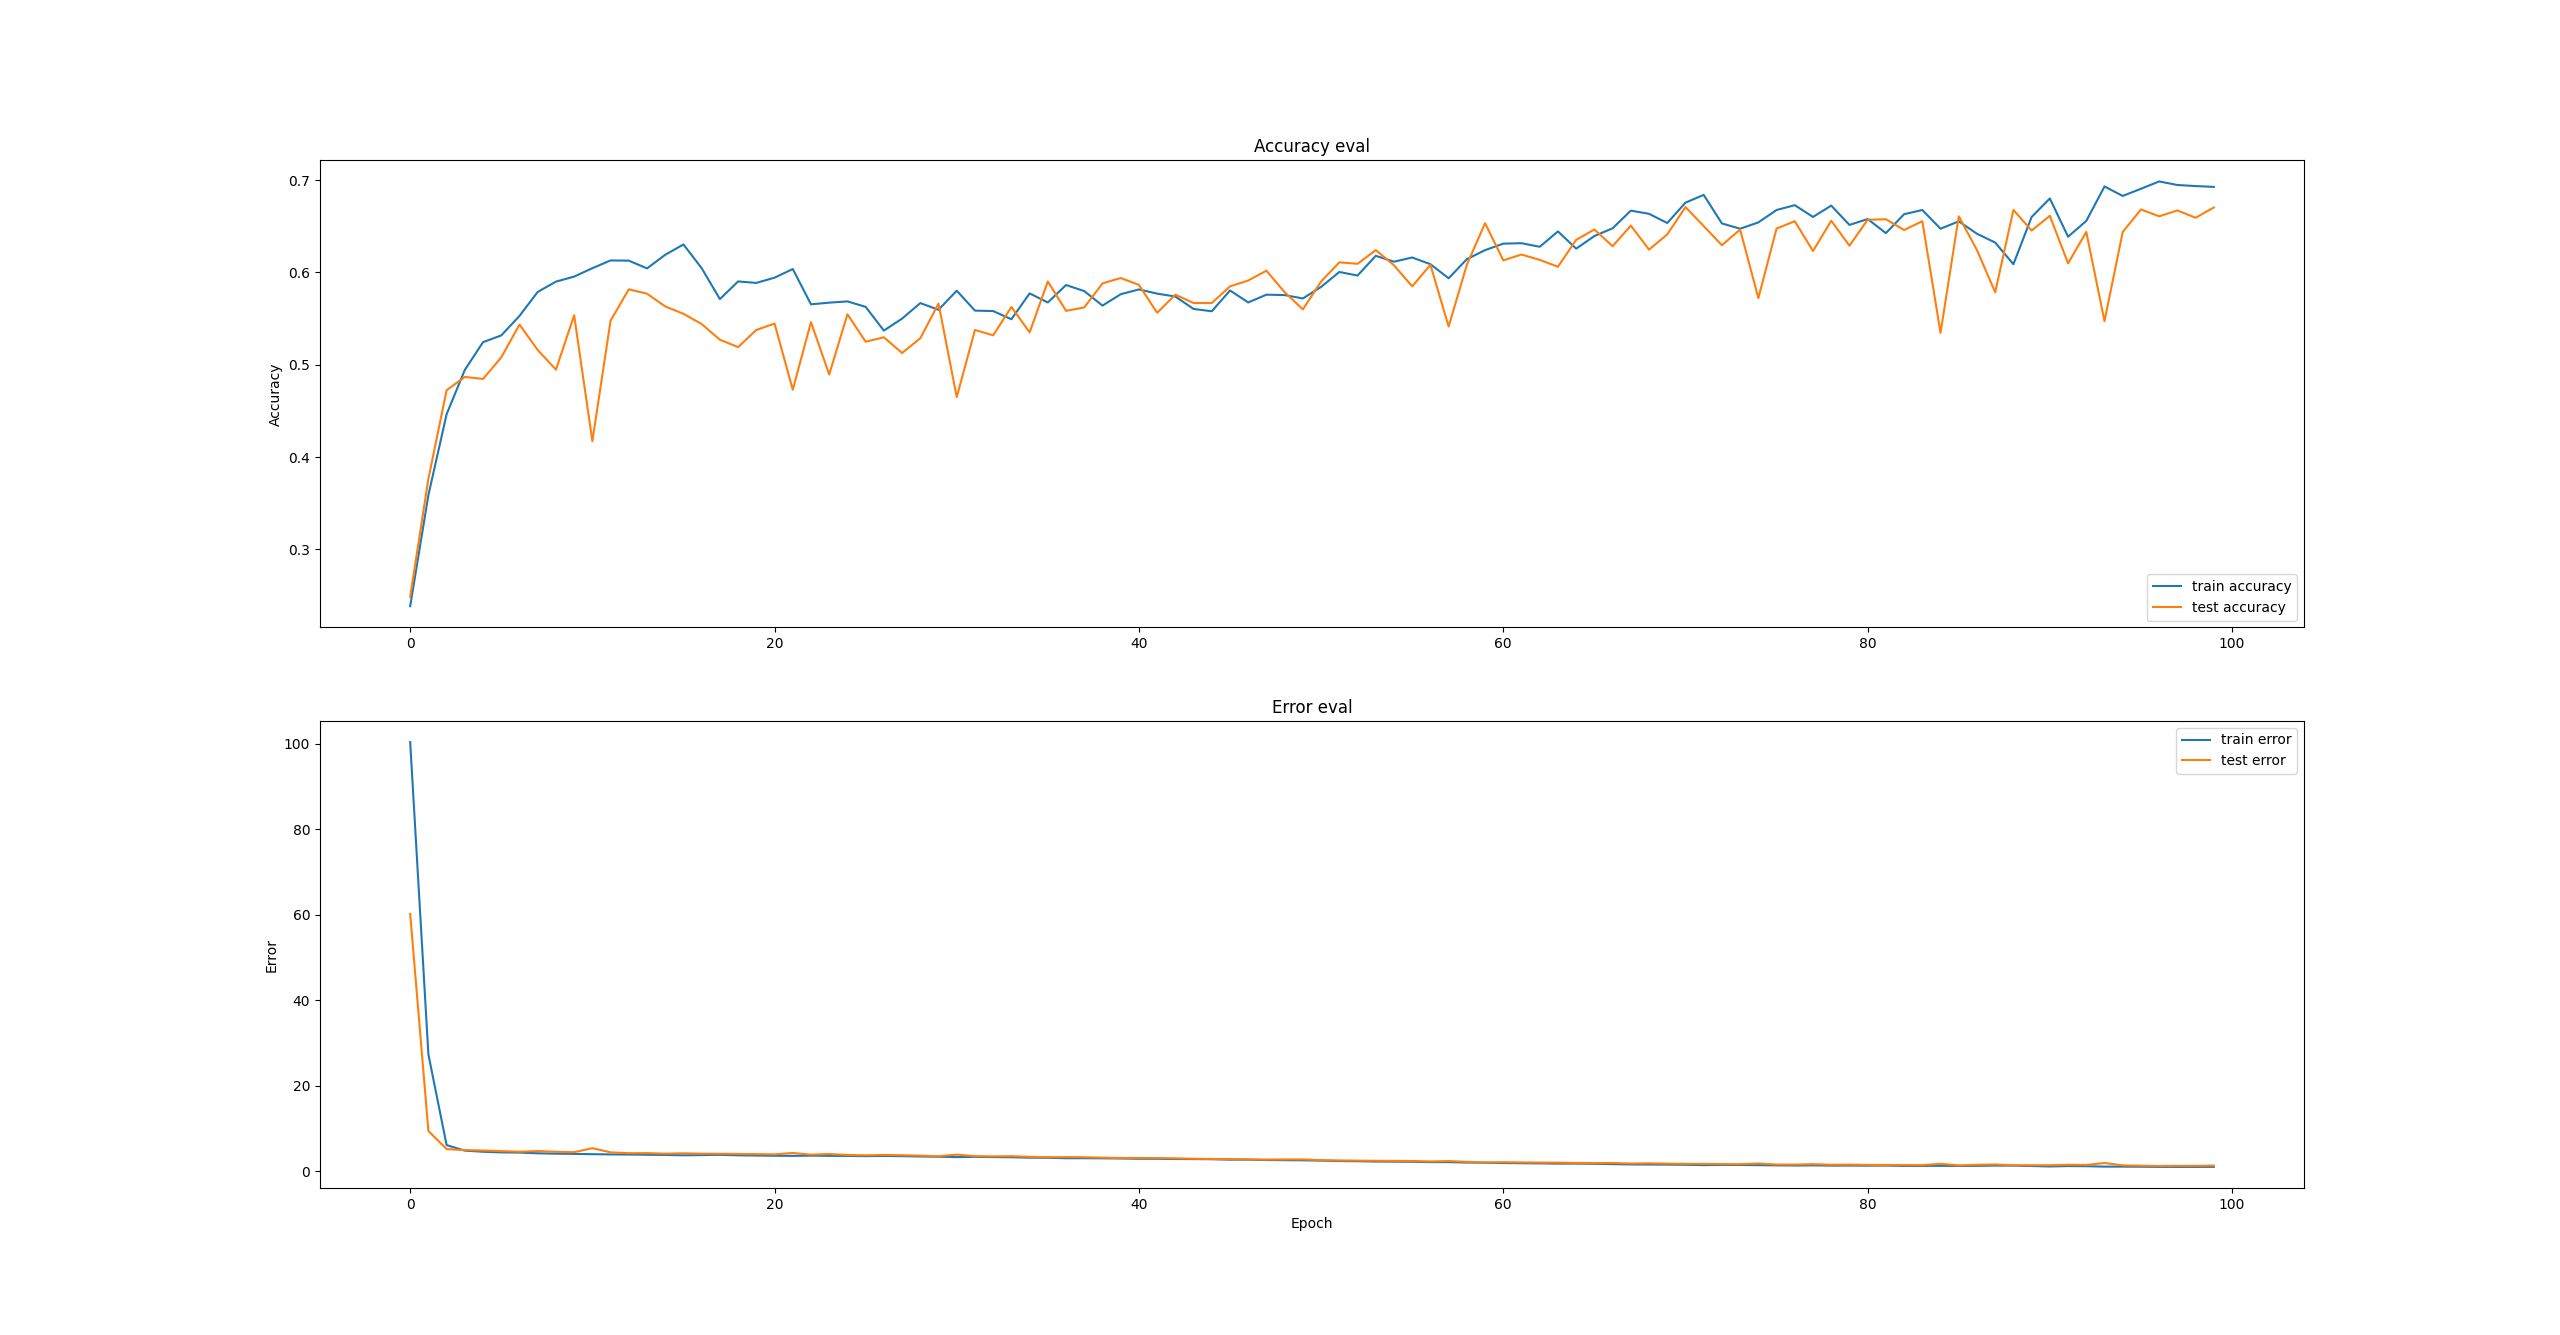 Accuracy eval
0.7
0.6
0.5
0.4
0.3
Accuracy
train accuracy
test accuracy
0 20 40 60 80 100
Error eval
100
80
60
40
20
0
Error
train error
test error
0 20 40 60 80 100
Epoch